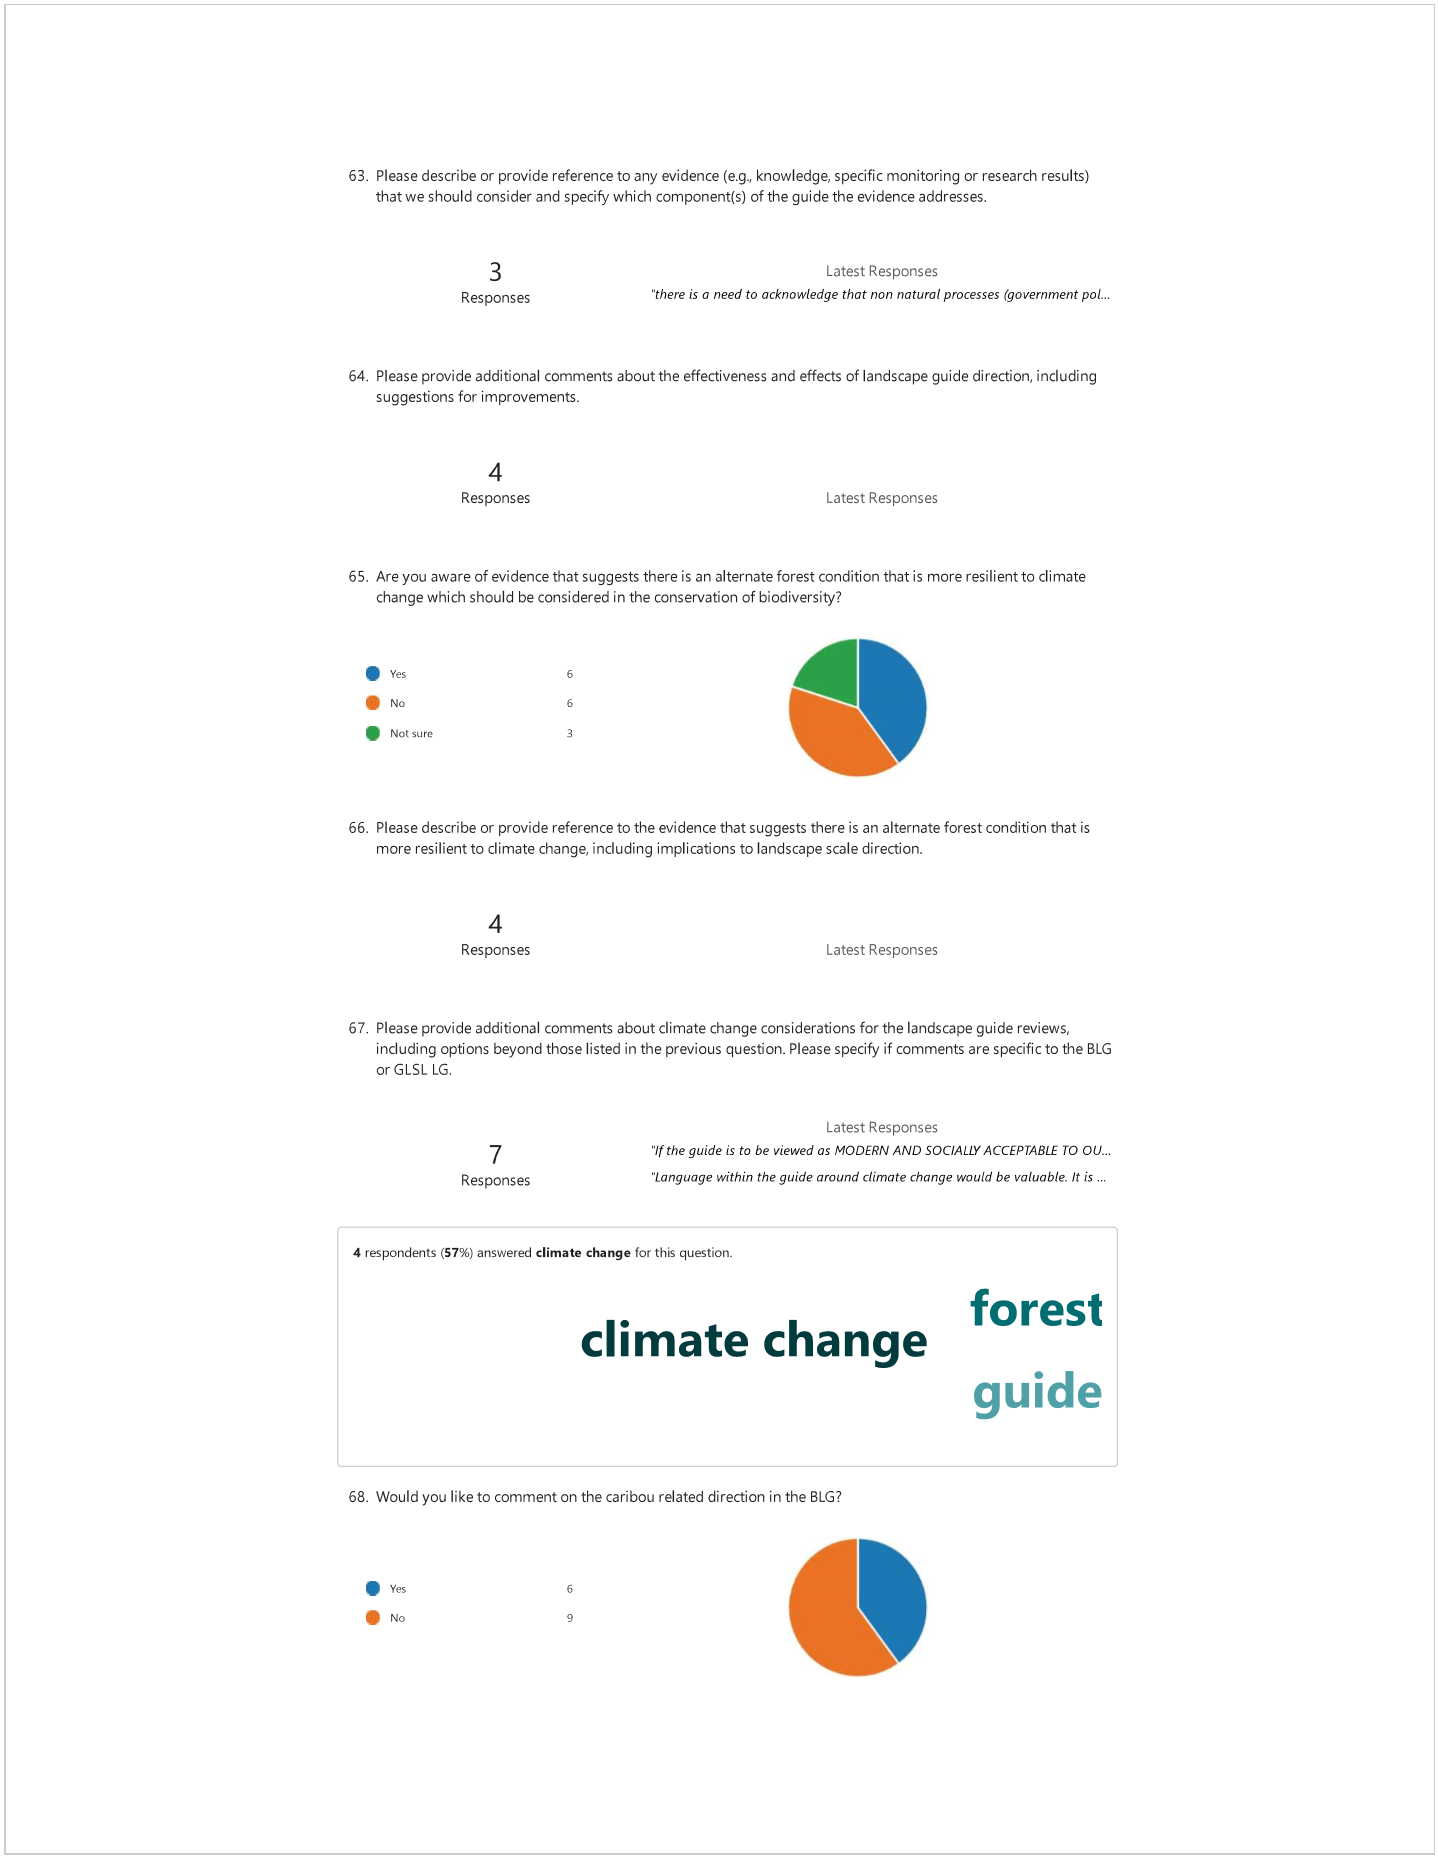 63. Please describe or provide reference to any evidence (e.g., knowledge, specific monitoring or research results)
that we should consider and specify which component(s) of the guide the evidence addresses.
3
Responses
Latest Responses
"there is a need to acknowledge that non natural processes (government pol...
64. Please provide additional comments about the effectiveness and effects of landscape guide direction, including
suggestions for improvements.
4
Responses
Latest Responses
65. Are you aware of evidence that suggests there is an alternate forest condition that is more resilient to climate
change which should be considered in the conservation of biodiversity?
Yes 6
No 6
Not sure 3
66. Please describe or provide reference to the evidence that suggests there is an alternate forest condition that is
more resilient to climate change, including implications to landscape scale direction.
4
Responses
Latest Responses
67. Please provide additional comments about climate change considerations for the landscape guide reviews,
including options beyond those listed in the previous question. Please specify if comments are specific to the BLG
or GLSL LG.
7
Responses
Latest Responses
"If the guide is to be viewed as MODERN AND SOCIALLY ACCEPTABLE TO OU...
"Language within the guide around climate change would be valuable. It is ...
4 respondents (57%) answered climate change for this question.
climate change
forest
guide
68. Would you like to comment on the caribou related direction in the BLG?
Yes 6
No 9